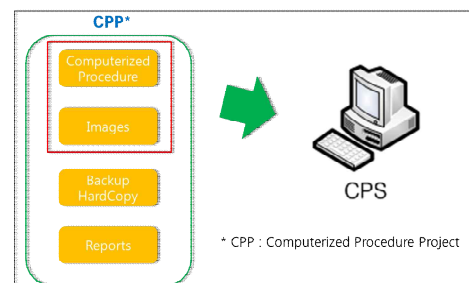 CPP*
Computerized
Procedure
Images
Backup
HardCopy
Reports
CPS
* CPP : Computerized Procedure Project